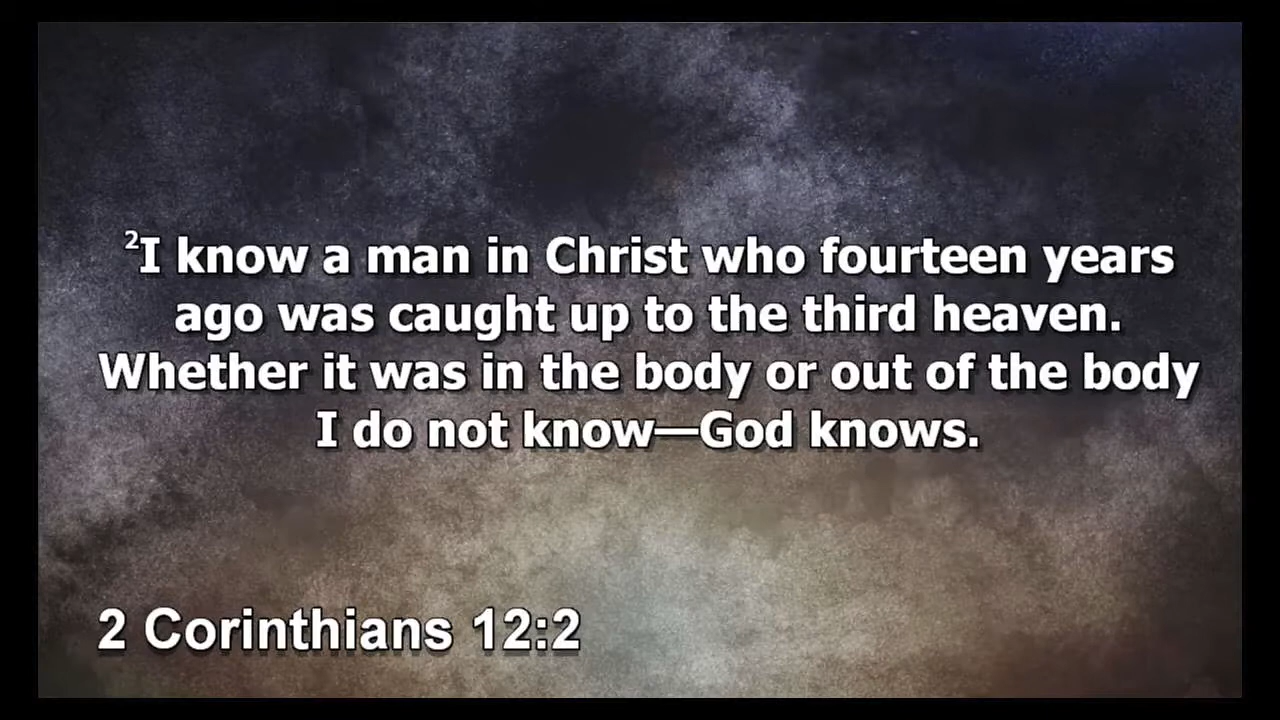 ²I know a man in Christ who fourteen years
ago was caught up to the third heaven.
Whether it was in the body or out of the body
I do not know—God knows.
2 Corinthians 12:2